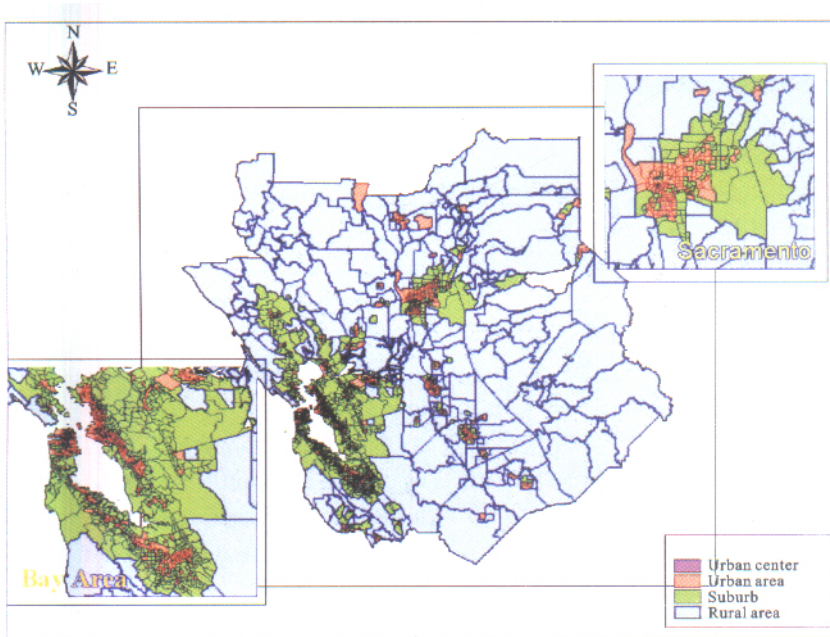 N
W E
S
Sacramento
Bay Area
Urban center
Urban area
Suburb
Rural area